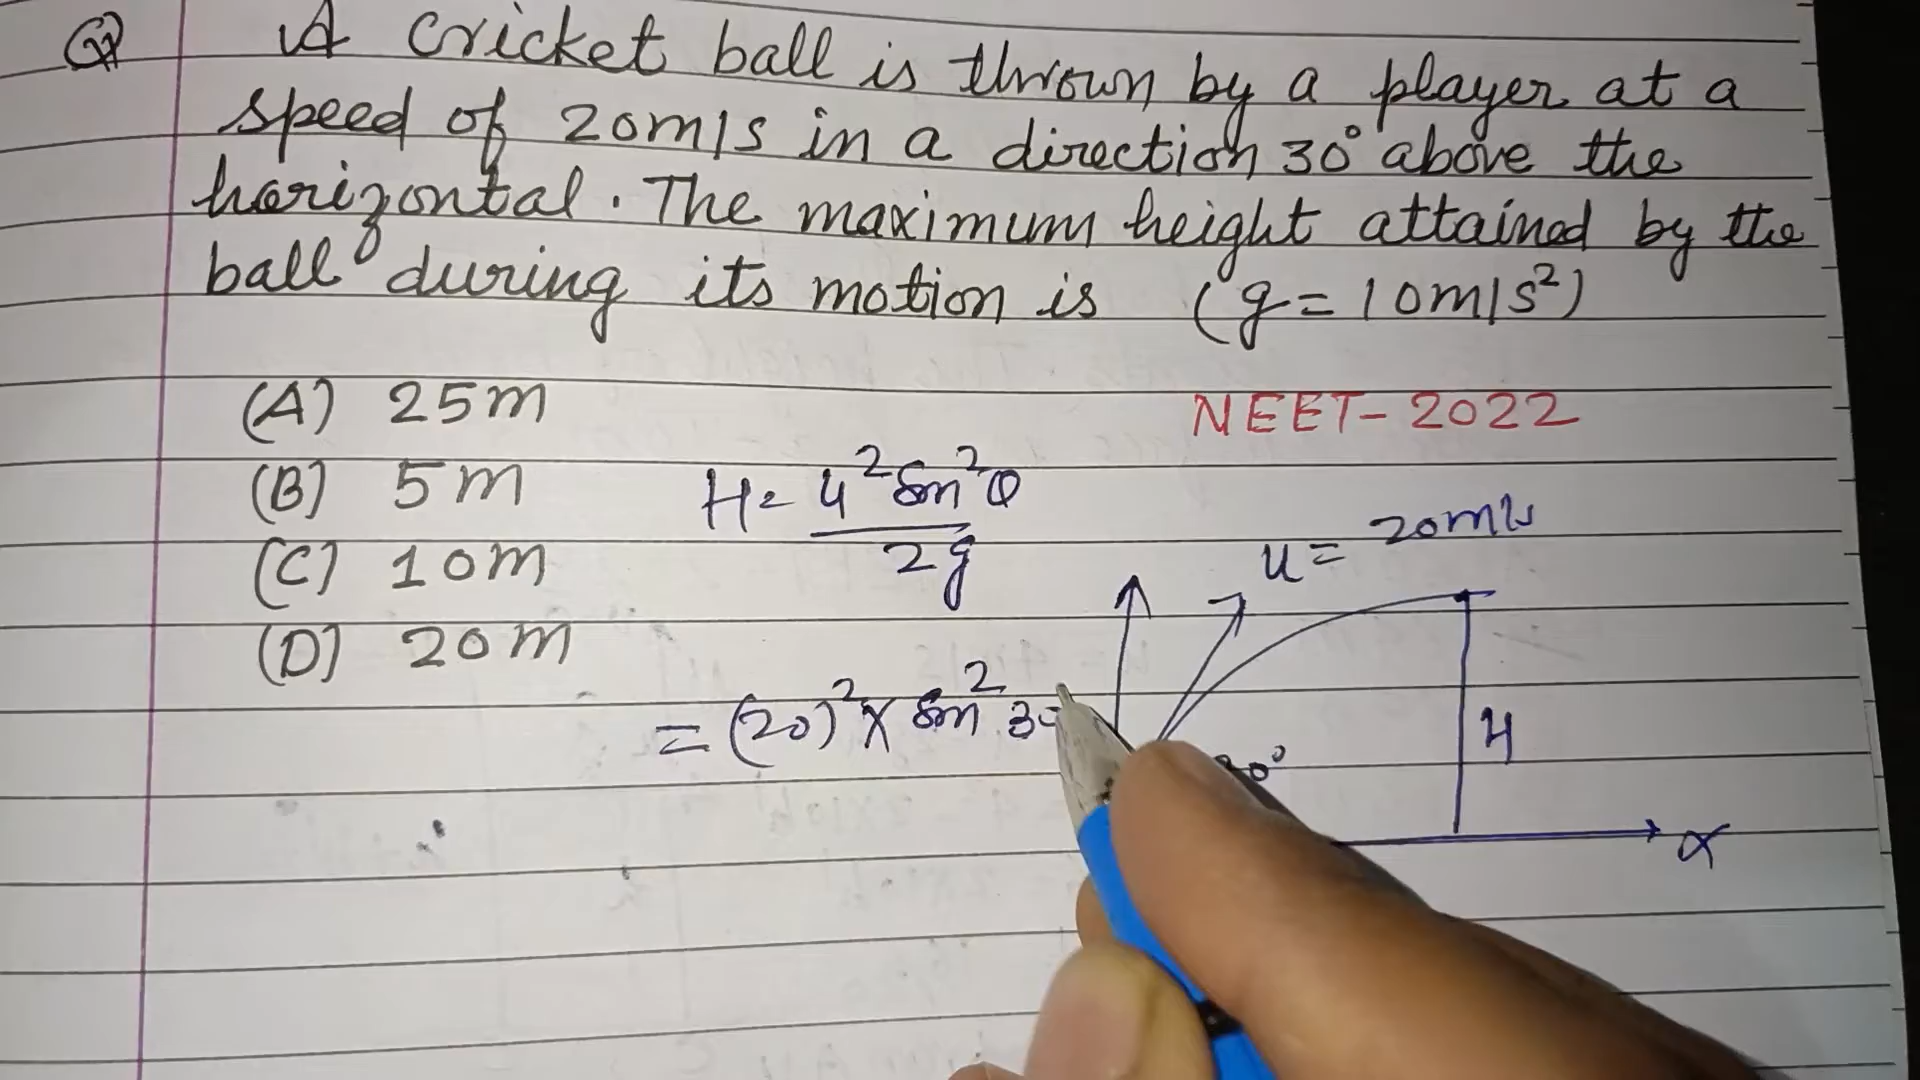 Q7 A cricket ball is thrown by a player at a
speed of 20m/s in a direction 30° above the
horizontal. The maximum height attained by the
ball during its motion is (g=10m/s²)
(A) 25m
NEET-2022
(B) 5m
(C) 10m
(D) 20m
H= u² Sin²θ
2g
u= 20m/s
= (20)² x Sin² 30
30°
H
x